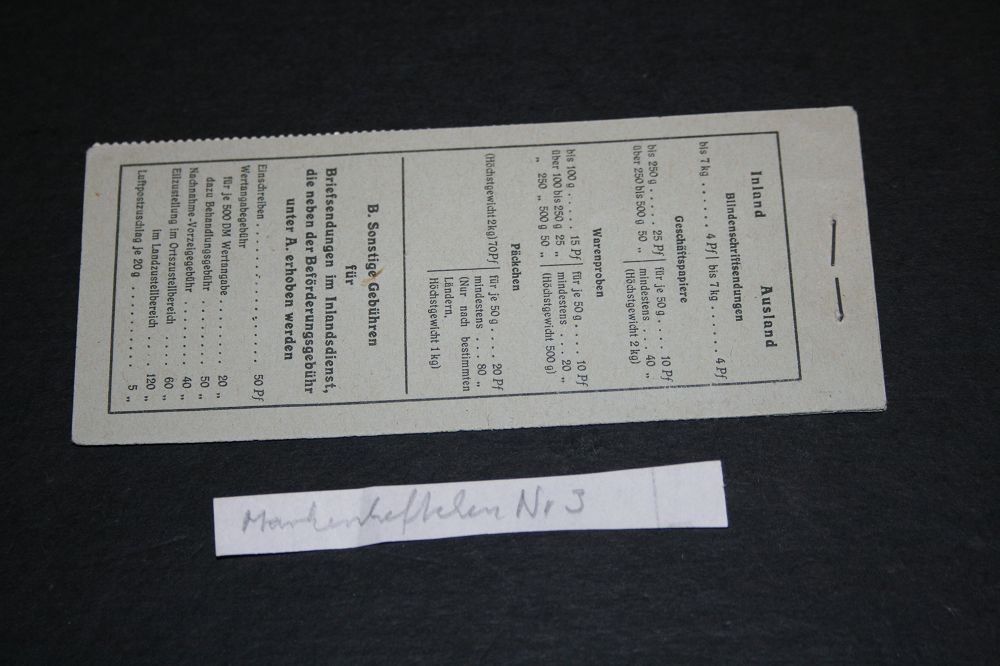 Inland Ausland
Blindenschriftsendungen
bis 7 kg . . . . . . 4 Pf | bis 7 kg . . . . . . 4 Pf
Geschäftspapiere
bis 250 g . . . . . 25 Pf | für je 50 g . . . . 10 Pf
über 250 bis 500 g 50 „ | mindestens . . . 40 „
(Höchstgewicht 2 kg)
Warenproben
bis 100 g . . . . . 15 Pf | für je 50 g . . . . 10 Pf
über 100 bis 250 g 25 „ | mindestens . . . 20 „
„ 250 „ 500 g 50 „ | (Höchstgewicht 500 g)
Päckchen
(Höchstgewicht 2 kg) 70 Pf | für je 50 g . . . . 20 Pf
mindestens . . . 80 „
(Nur nach bestimmten
Ländern.
Höchstgewicht 1 kg)
B. Sonstige Gebühren
für
Briefsendungen im Inlandsdienst,
die neben der Beförderungsgebühr
unter A. erhoben werden
Einschreiben . . . . . . . . . . . . 50 Pf
Wertangabegebühr
für je 500 DM Wertangabe . . . . . . 20 „
dazu Behandlungsgebühr . . . . . . 50 „
Nachnahme-Vorzeigegebühr . . . . . 40 „
Eilzustellung im Ortszustellbereich . . . 60 „
im Landzustellbereich . . . 120 „
Luftpostzuschlag je 20 g . . . . . . . . 5 „
Markenheftchen Nr 3